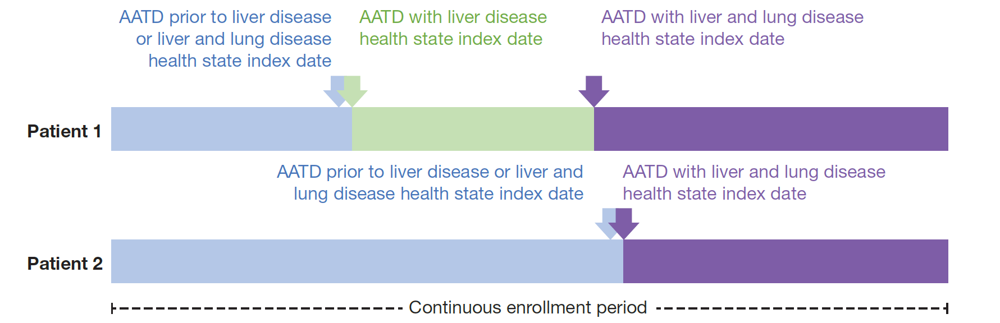 AATD prior to liver disease
or liver and lung disease
health state index date
AATD with liver disease
health state index date
AATD with liver and lung disease
health state index date
Patient 1
AATD prior to liver disease or liver and
lung disease health state index date
AATD with liver and lung disease
health state index date
Patient 2
Continuous enrollment period